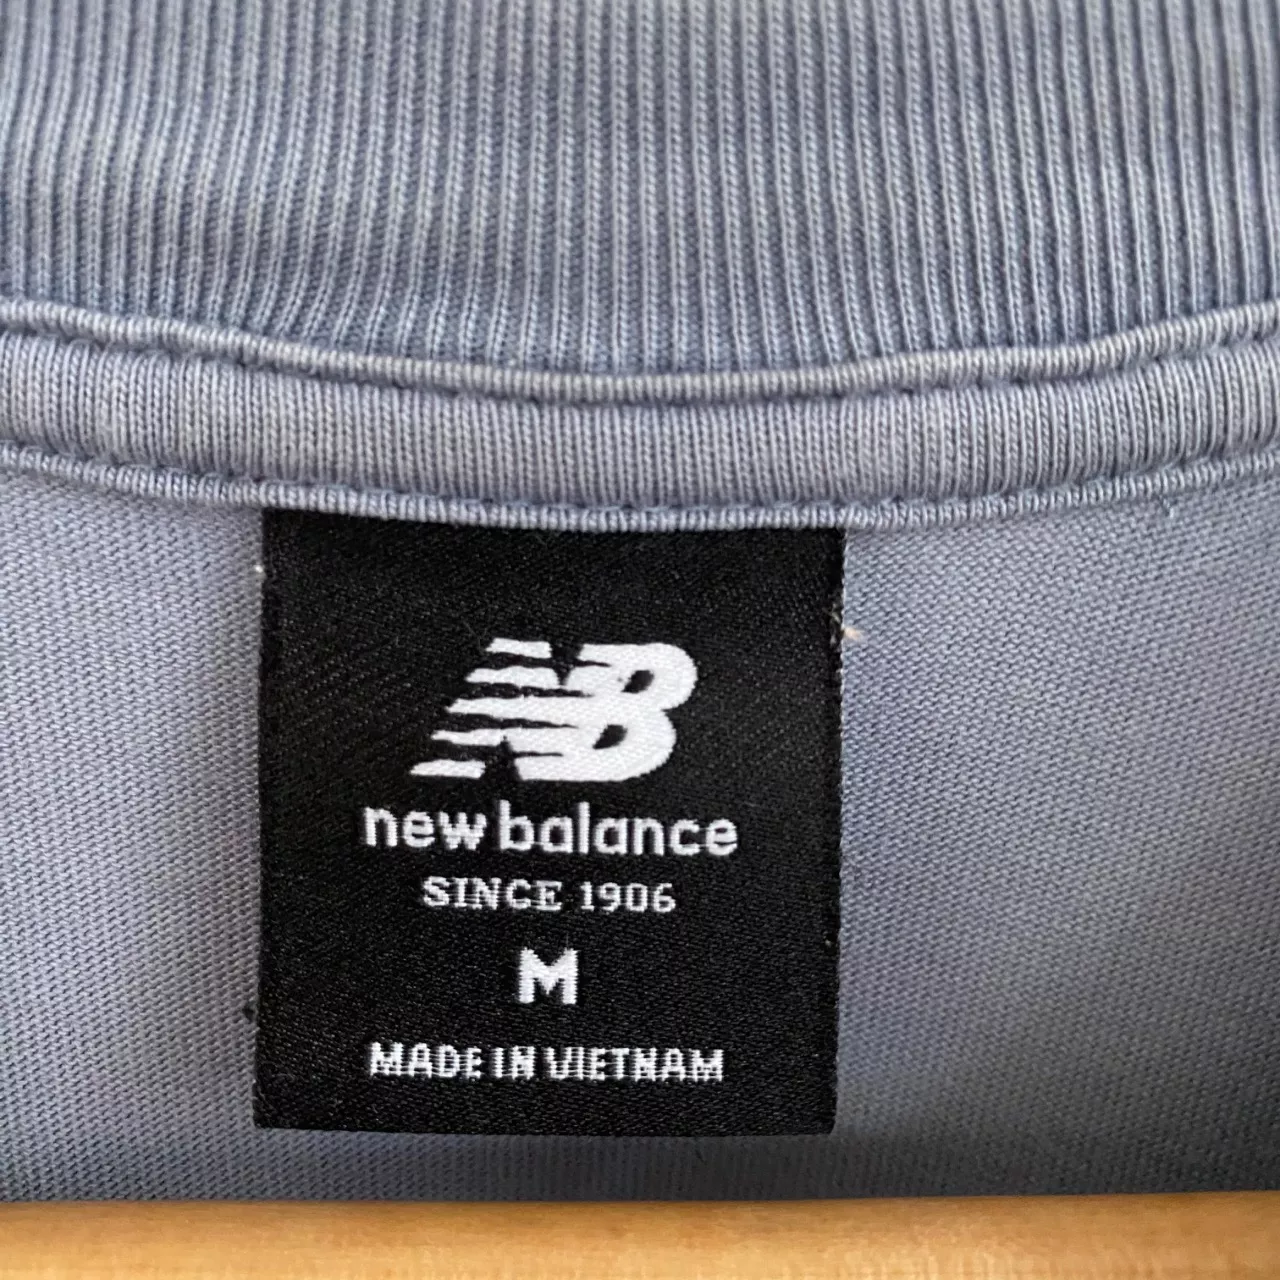 NB
new balance
SINCE 1906
M
MADE IN VIETNAM